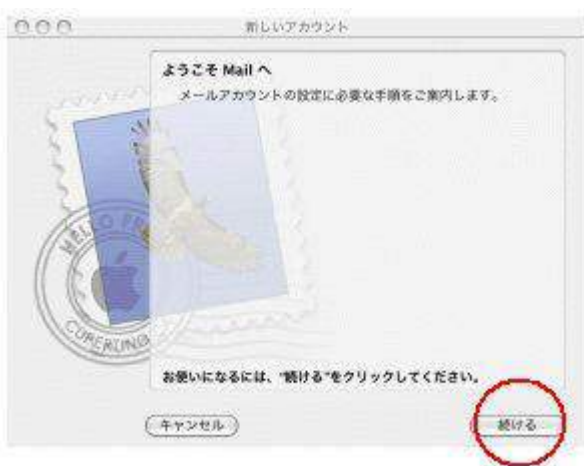 新しいアカウント
ようこそ Mail へ
メールアカウントの設定に必要な手順をご案内します。
HELLO FR
CUPERTINO
お使いになるには、"続ける"をクリックしてください。
キャンセル
続ける